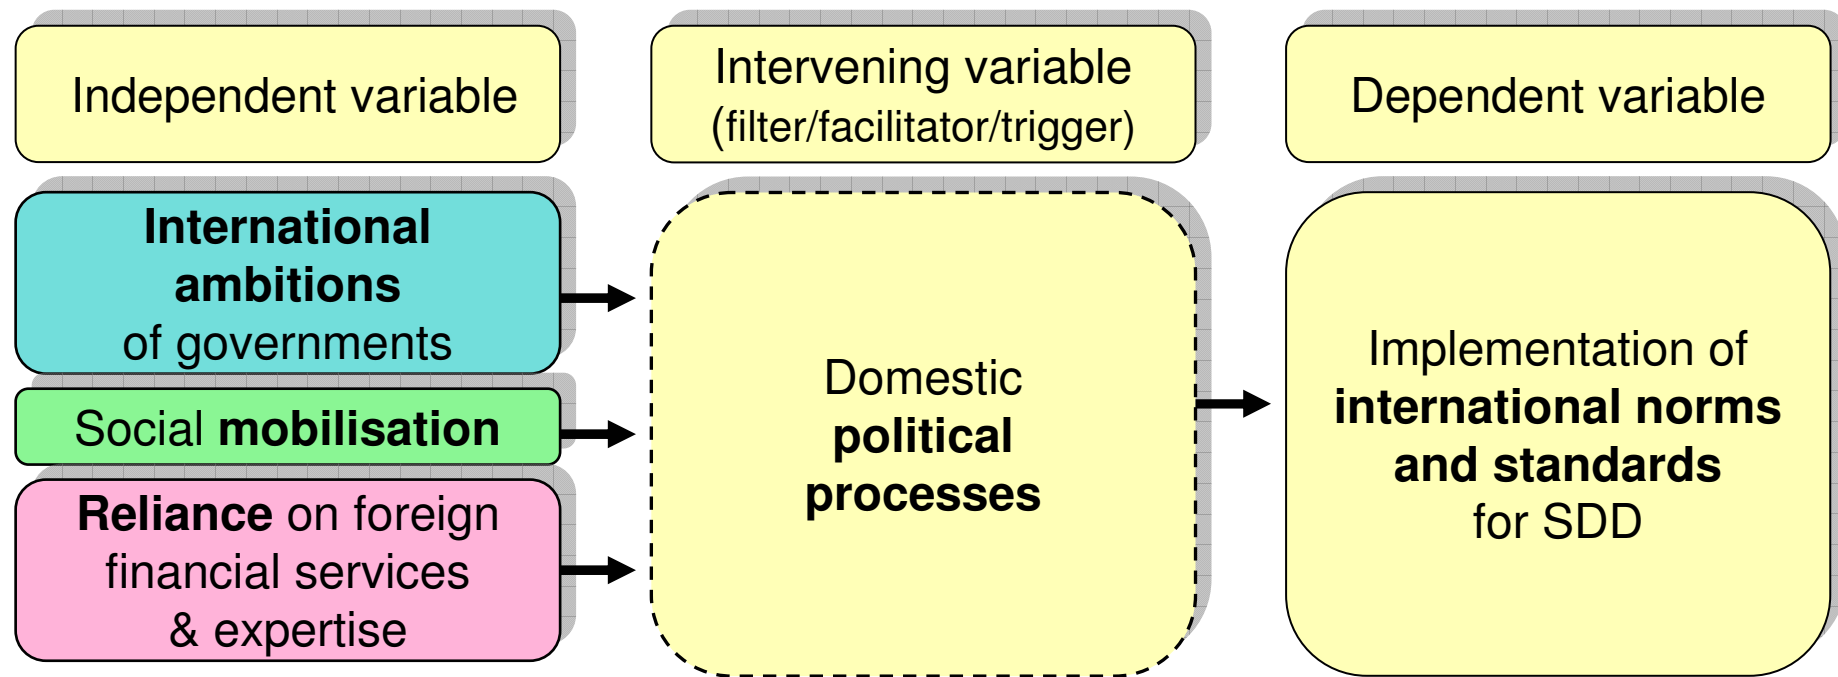 Independent variable
Intervening variable
(filter/facilitator/trigger)
Dependent variable
International
ambitions
of governments
Social mobilisation
Reliance on foreign
financial services
& expertise
Domestic
political
processes
Implementation of
international norms
and standards
for SDD